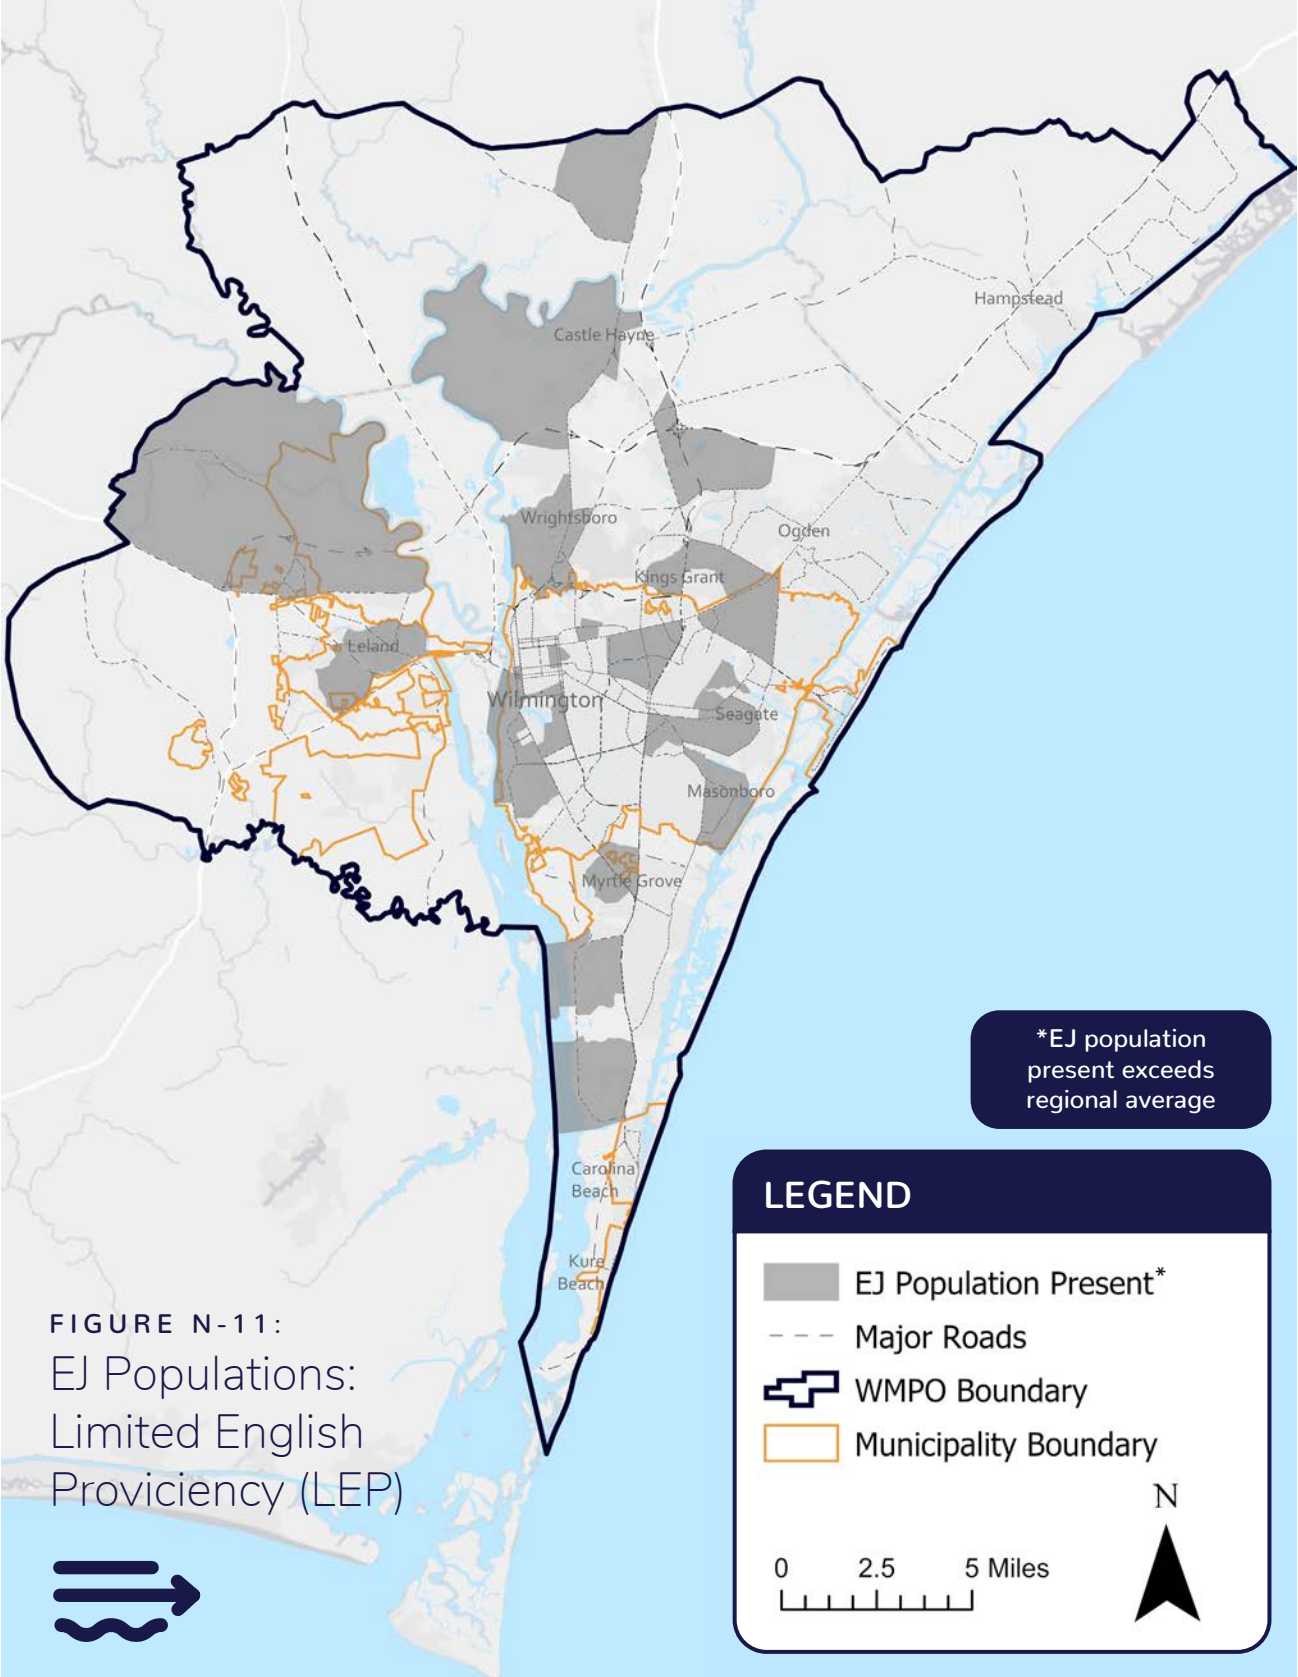 Hampstead
Castle Hayne
Wrightsboro
Ogden
Kings Grant
Leland
Wilmington
Seagate
Masonboro
Myrtle Grove
Carolina
Beach
Kure
Beach
*EJ population
present exceeds
regional average
LEGEND
EJ Population Present*
Major Roads
WMPO Boundary
Municipality Boundary
N
0 2.5 5 Miles
FIGURE N-11:
EJ Populations:
Limited English
Proviciency (LEP)